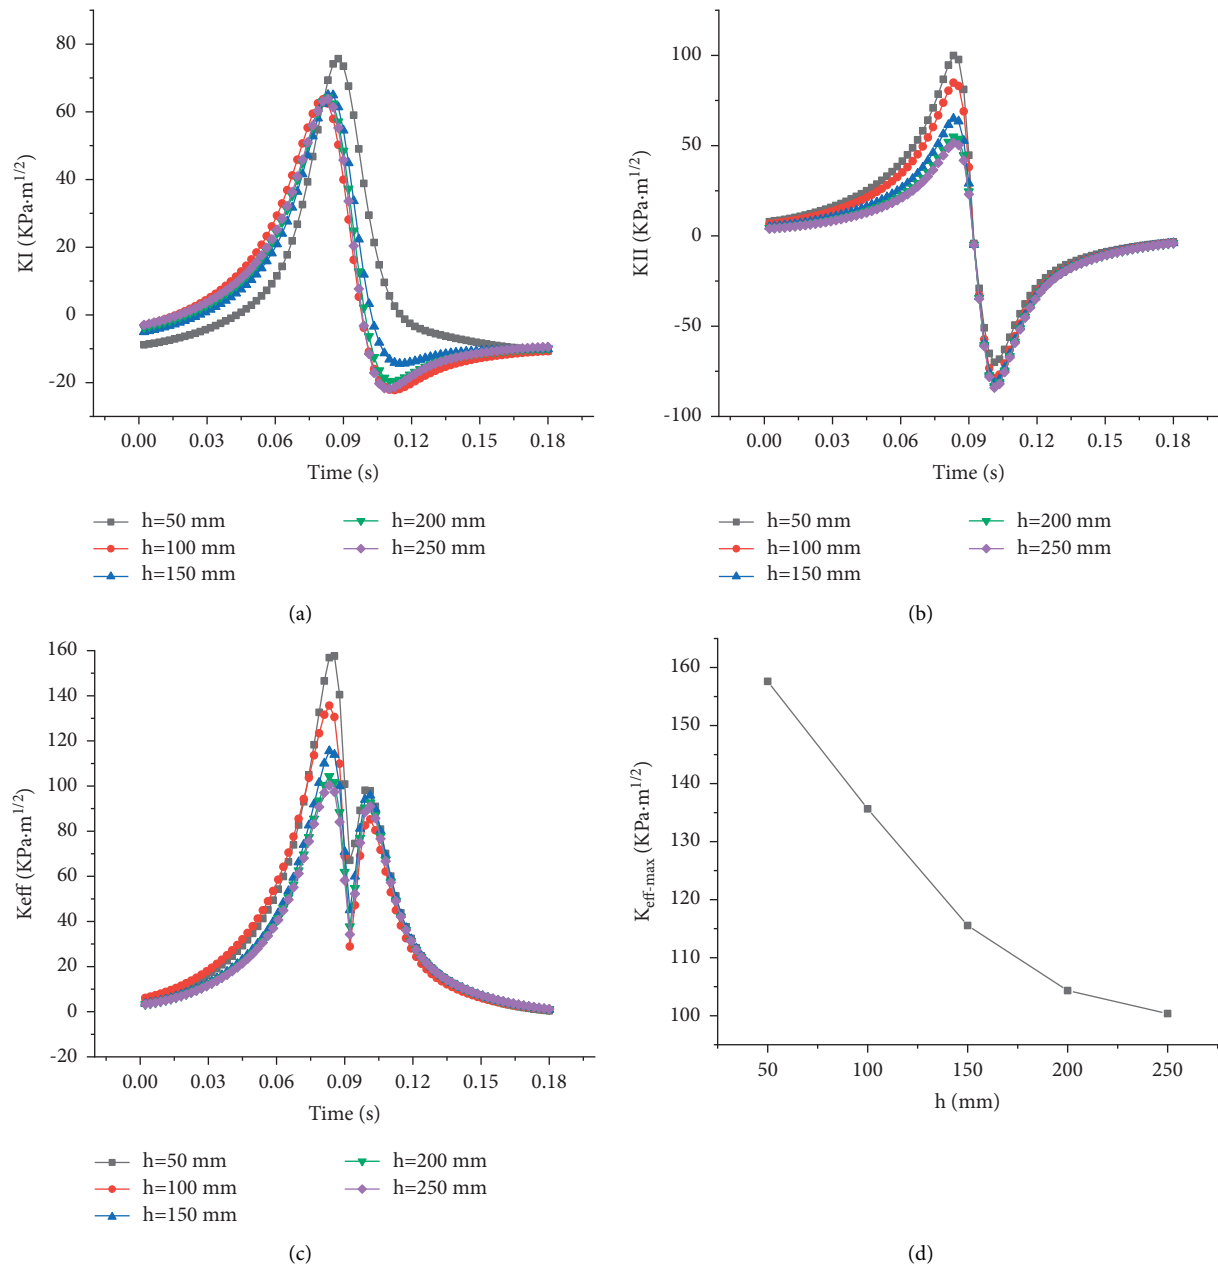 80
60
40
20
0
-20
KI (KPa·m1/2)
0.00 0.03 0.06 0.09 0.12 0.15 0.18
Time (s)
h=50 mm h=200 mm
h=100 mm h=250 mm
h=150 mm
(a)
100
50
0
-50
-100
KII (KPa·m1/2)
0.00 0.03 0.06 0.09 0.12 0.15 0.18
Time (s)
h=50 mm h=200 mm
h=100 mm h=250 mm
h=150 mm
(b)
160
140
120
100
80
60
40
20
0
-20
Keff (KPa·m1/2)
0.00 0.03 0.06 0.09 0.12 0.15 0.18
Time (s)
h=50 mm h=200 mm
h=100 mm h=250 mm
h=150 mm
(c)
160
150
140
130
120
110
100
Keff-max (KPa·m1/2)
50 100 150 200 250
h (mm)
(d)